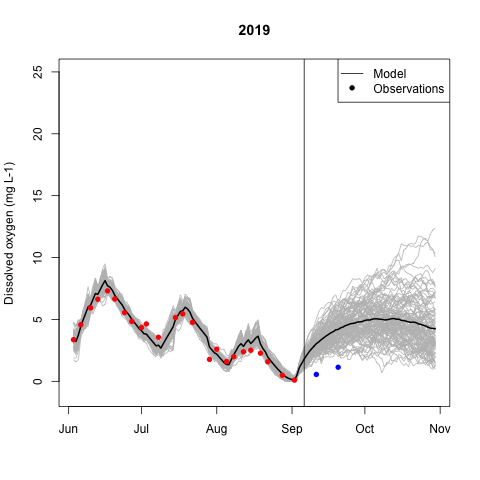 2019
Dissolved oxygen (mg L-1)
25
20
15
10
5
0
Model
Observations
Jun Jul Aug Sep Oct Nov